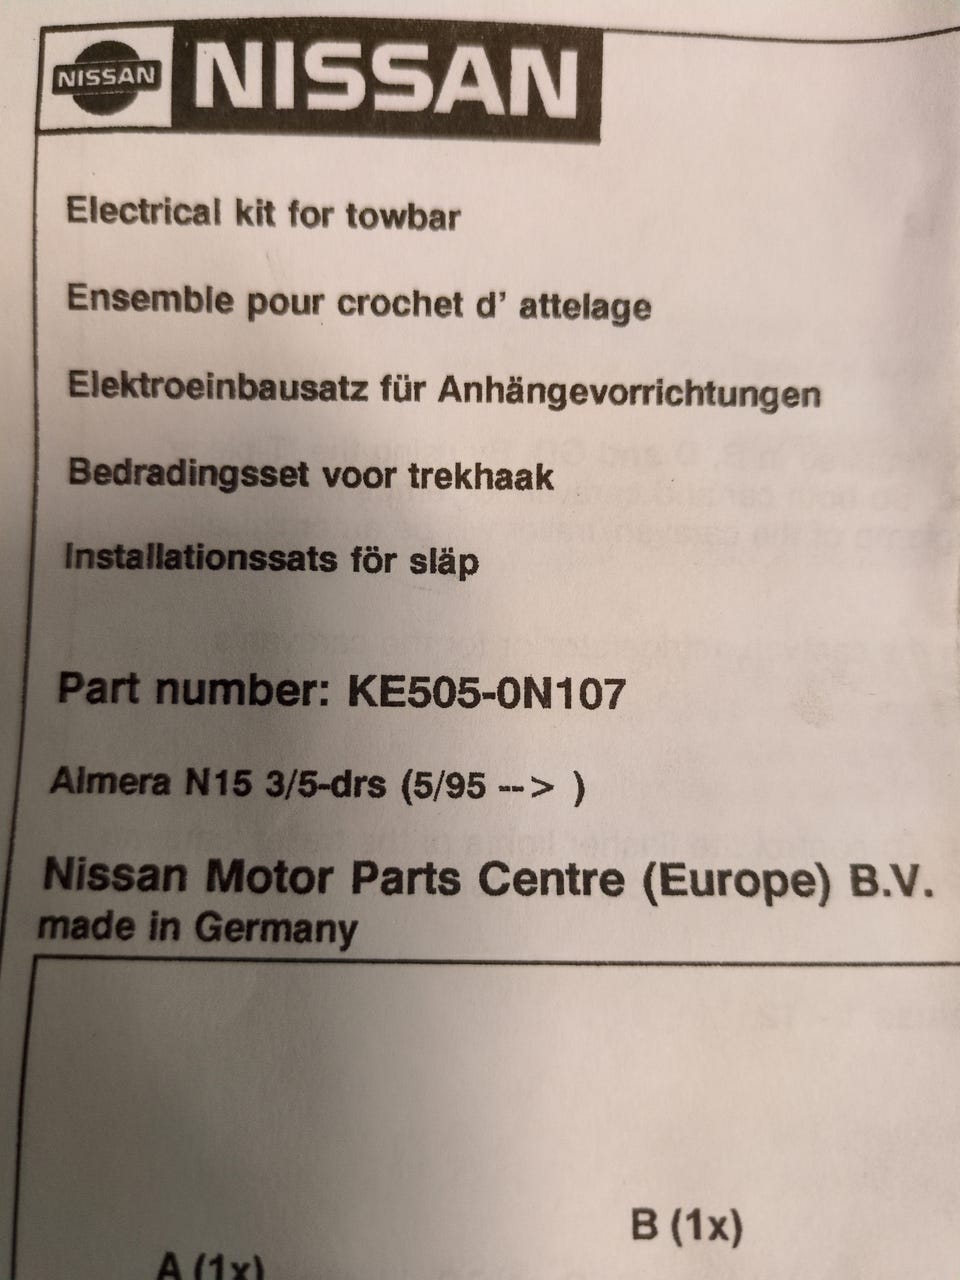 NISSAN NISSAN
Electrical kit for towbar
Ensemble pour crochet d' attelage
Elektroeinbausatz für Anhängevorrichtungen
Bedradingsset voor trekhaak
Installationssats för släp
Part number: KE505-0N107
Almera N15 3/5-drs (5/95 --> )
Nissan Motor Parts Centre (Europe) B.V.
made in Germany
B (1x)
A (1x)